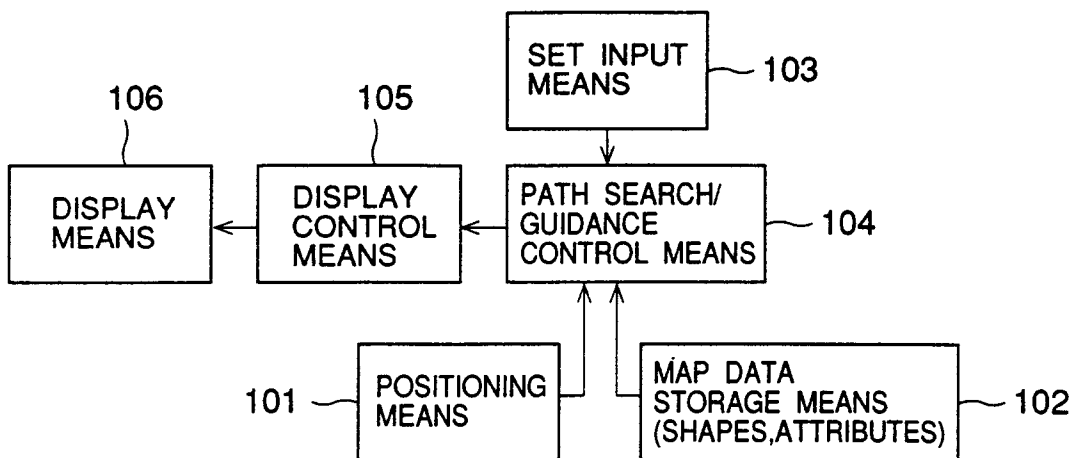 SET INPUT
MEANS
103
106
105
DISPLAY
MEANS
DISPLAY
CONTROL
MEANS
PATH SEARCH/
GUIDANCE
CONTROL MEANS
104
101
POSITIONING
MEANS
MAP DATA
STORAGE MEANS
(SHAPES,ATTRIBUTES)
102